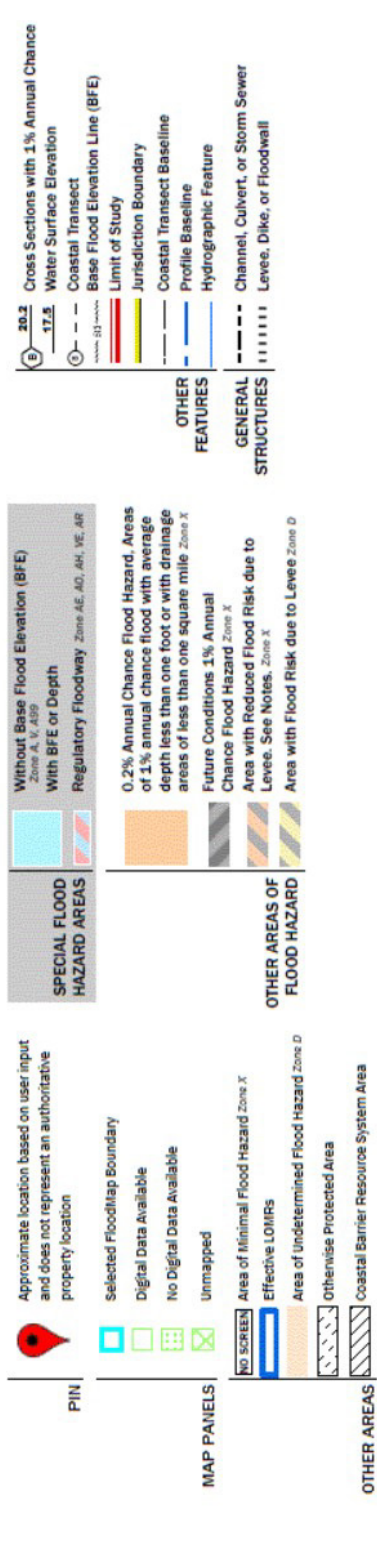 PIN
Approximate location based on user input
and does not represent an authoritative
property location
MAP PANELS
Selected FloodMap Boundary
Digital Data Available
No Digital Data Available
Unmapped
OTHER AREAS
NO SCREEN Area of Minimal Flood Hazard Zone X
Effective LOMRs
Area of Undetermined Flood Hazard Zone D
Otherwise Protected Area
Coastal Barrier Resource System Area
SPECIAL FLOOD
HAZARD AREAS
Without Base Flood Elevation (BFE)
Zone A, V, A99
With BFE or Depth
Regulatory Floodway Zone AE, AO, AH, VE, AR
OTHER AREAS OF
FLOOD HAZARD
0.2% Annual Chance Flood Hazard, Areas
of 1% annual chance flood with average
depth less than one foot or with drainage
areas of less than one square mile Zone X
Future Conditions 1% Annual
Chance Flood Hazard Zone X
Area with Reduced Flood Risk due to
Levee. See Notes. Zone X
Area with Flood Risk due to Levee Zone D
OTHER
FEATURES
B 20.2 Cross Sections with 1% Annual Chance
17.5 Water Surface Elevation
8 Coastal Transect
513 Base Flood Elevation Line (BFE)
Limit of Study
Jurisdiction Boundary
Coastal Transect Baseline
Profile Baseline
Hydrographic Feature
GENERAL
STRUCTURES
Channel, Culvert, or Storm Sewer
Levee, Dike, or Floodwall